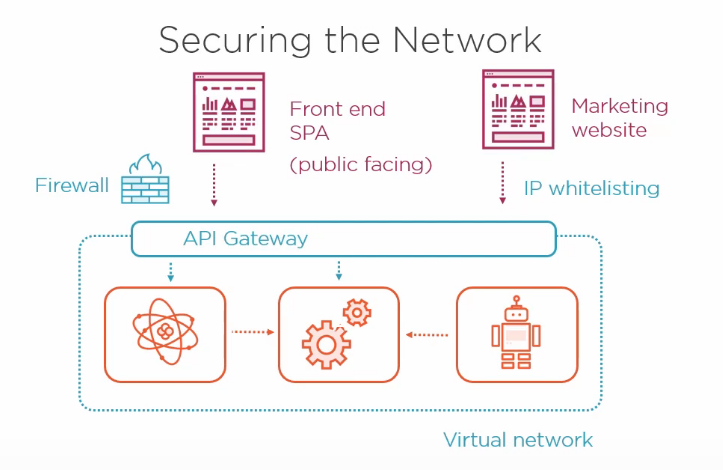 Securing the Network
Front end
SPA
(public facing)
Marketing
website
Firewall
IP whitelisting
API Gateway
Virtual network